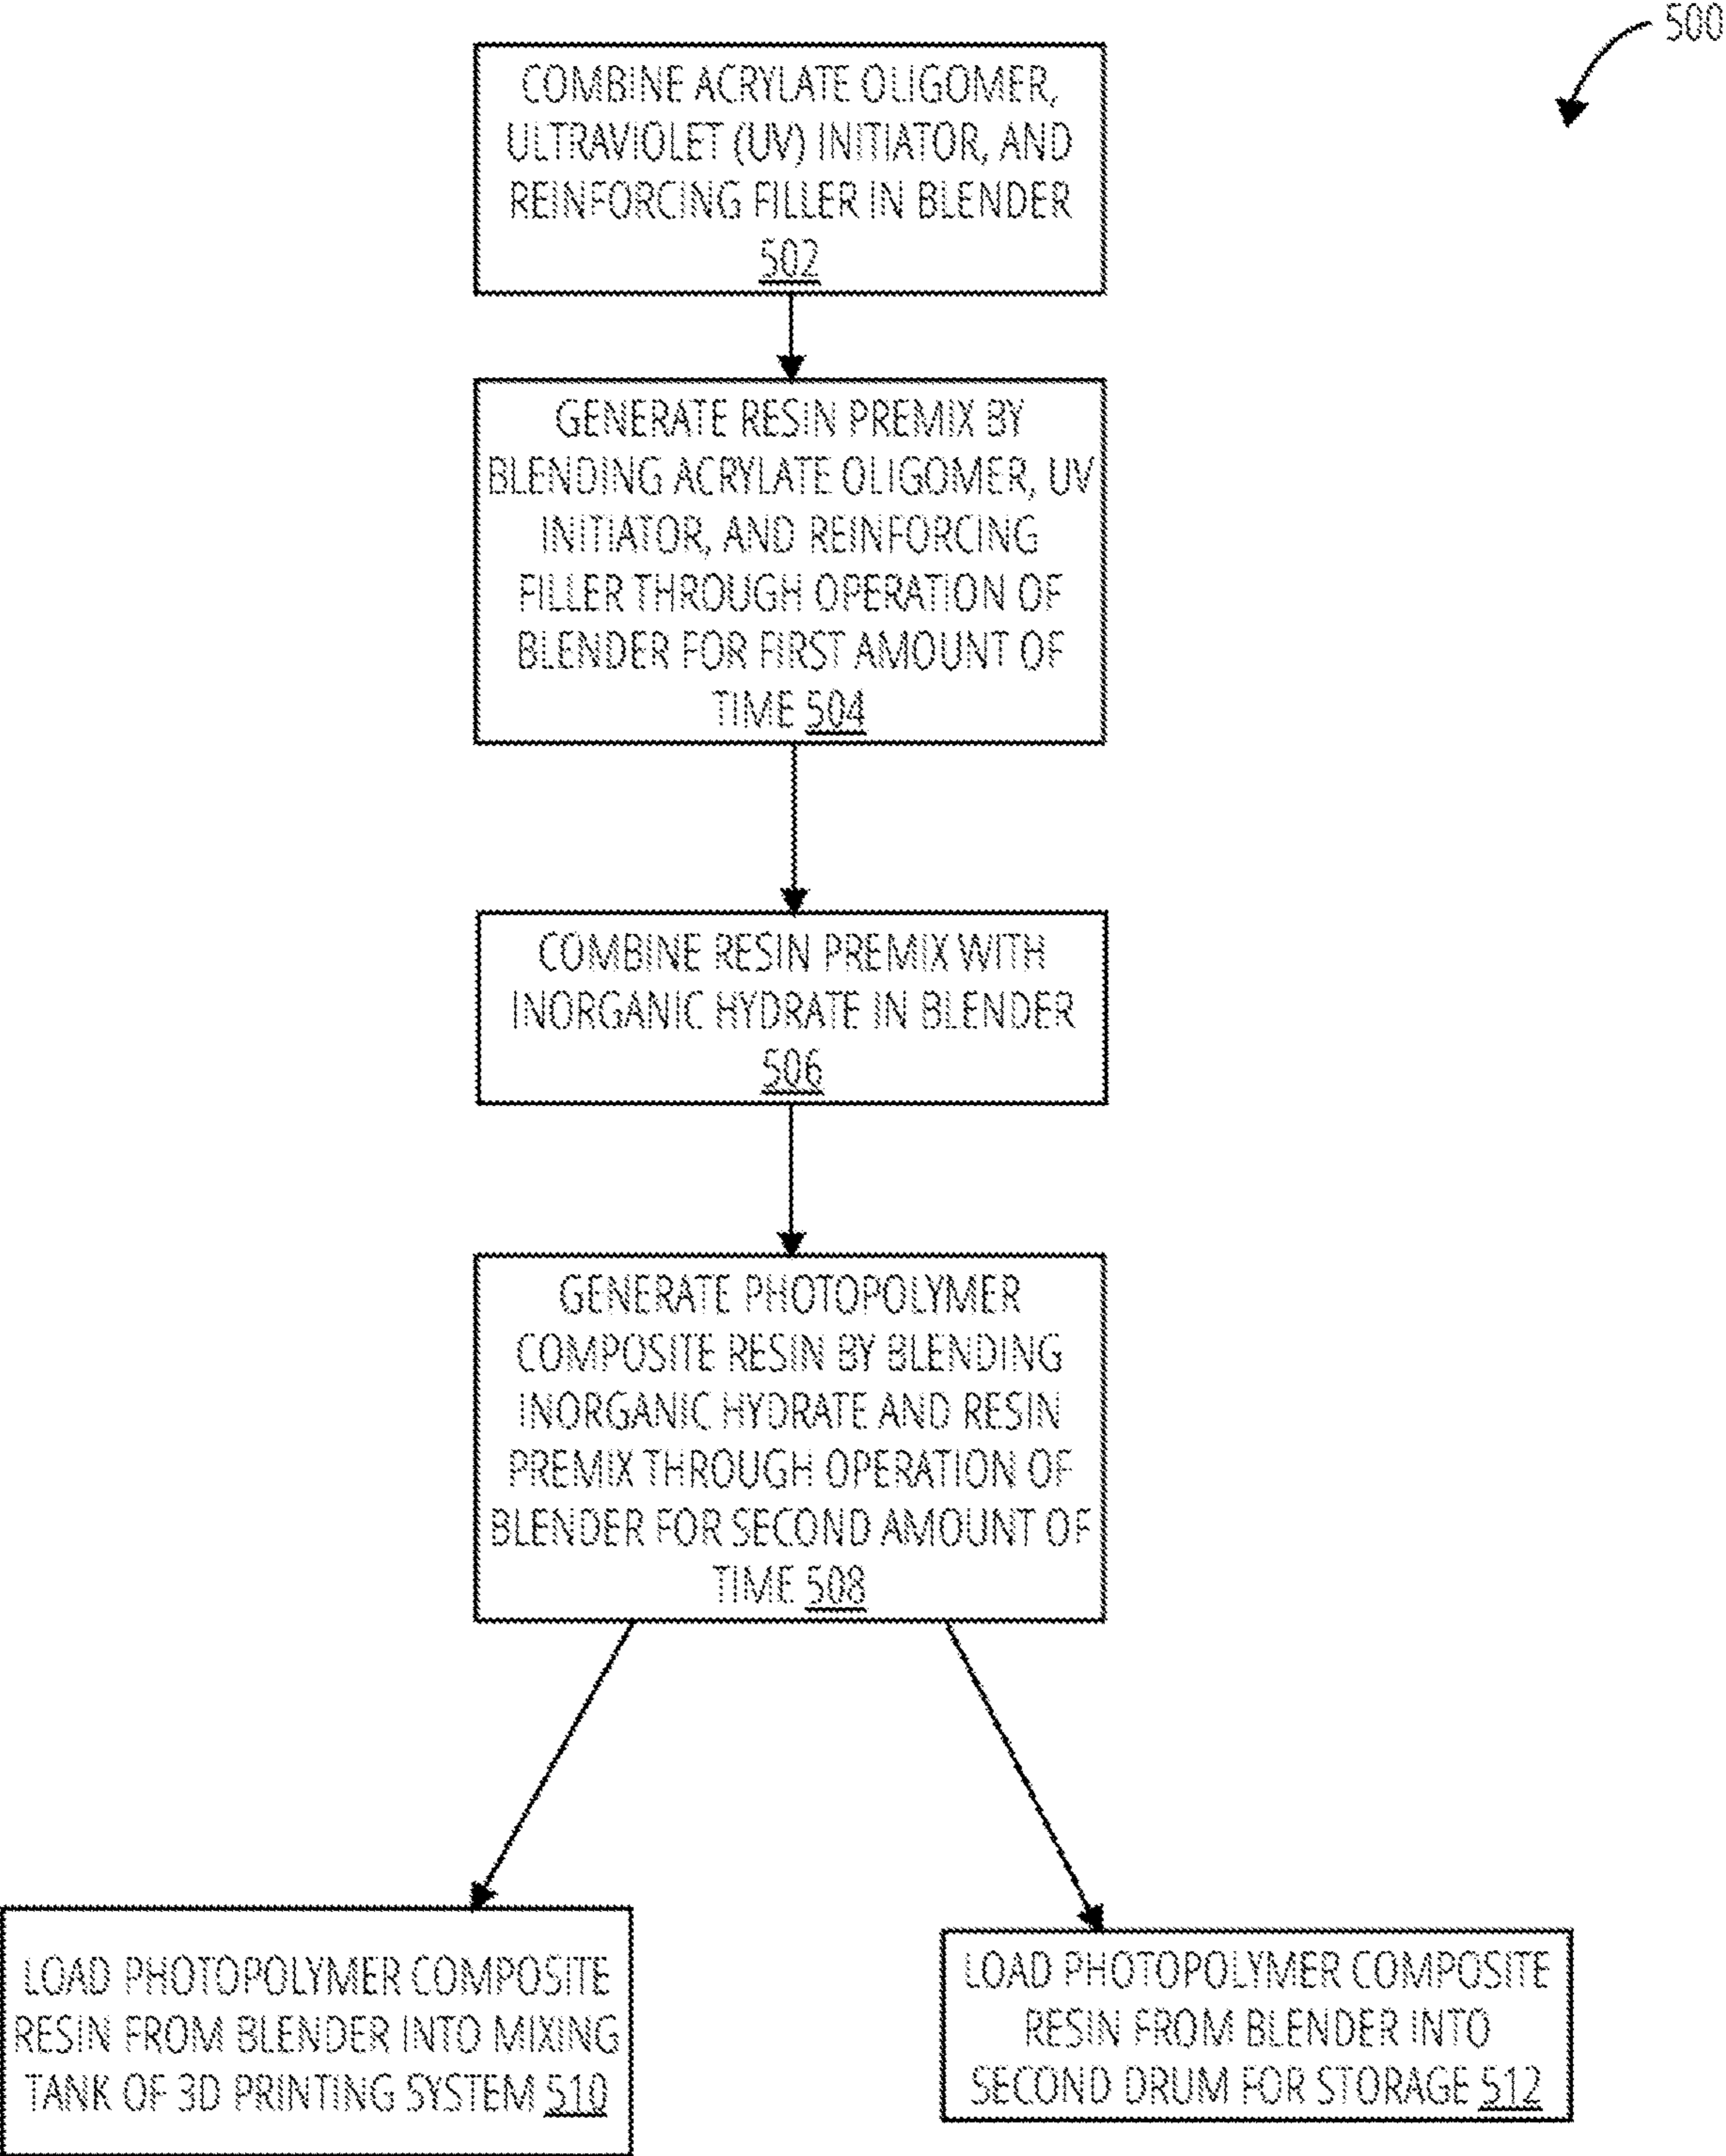 500
COMBINE ACRYLATE OLIGOMER,
ULTRAVIOLET (UV) INITIATOR, AND
REINFORCING FILLER IN BLENDER
502
GENERATE RESIN PREMIX BY
BLENDING ACRYLATE OLIGOMER, UV
INITIATOR, AND REINFORCING
FILLER THROUGH OPERATION OF
BLENDER FOR FIRST AMOUNT OF
TIME 504
COMBINE RESIN PREMIX WITH
INORGANIC HYDRATE IN BLENDER
506
GENERATE PHOTOPOLYMER
COMPOSITE RESIN BY BLENDING
INORGANIC HYDRATE AND RESIN
PREMIX THROUGH OPERATION OF
BLENDER FOR SECOND AMOUNT OF
TIME 508
LOAD PHOTOPOLYMER COMPOSITE
RESIN FROM BLENDER INTO MIXING
TANK OF 3D PRINTING SYSTEM 510
LOAD PHOTOPOLYMER COMPOSITE
RESIN FROM BLENDER INTO
SECOND DRUM FOR STORAGE 512